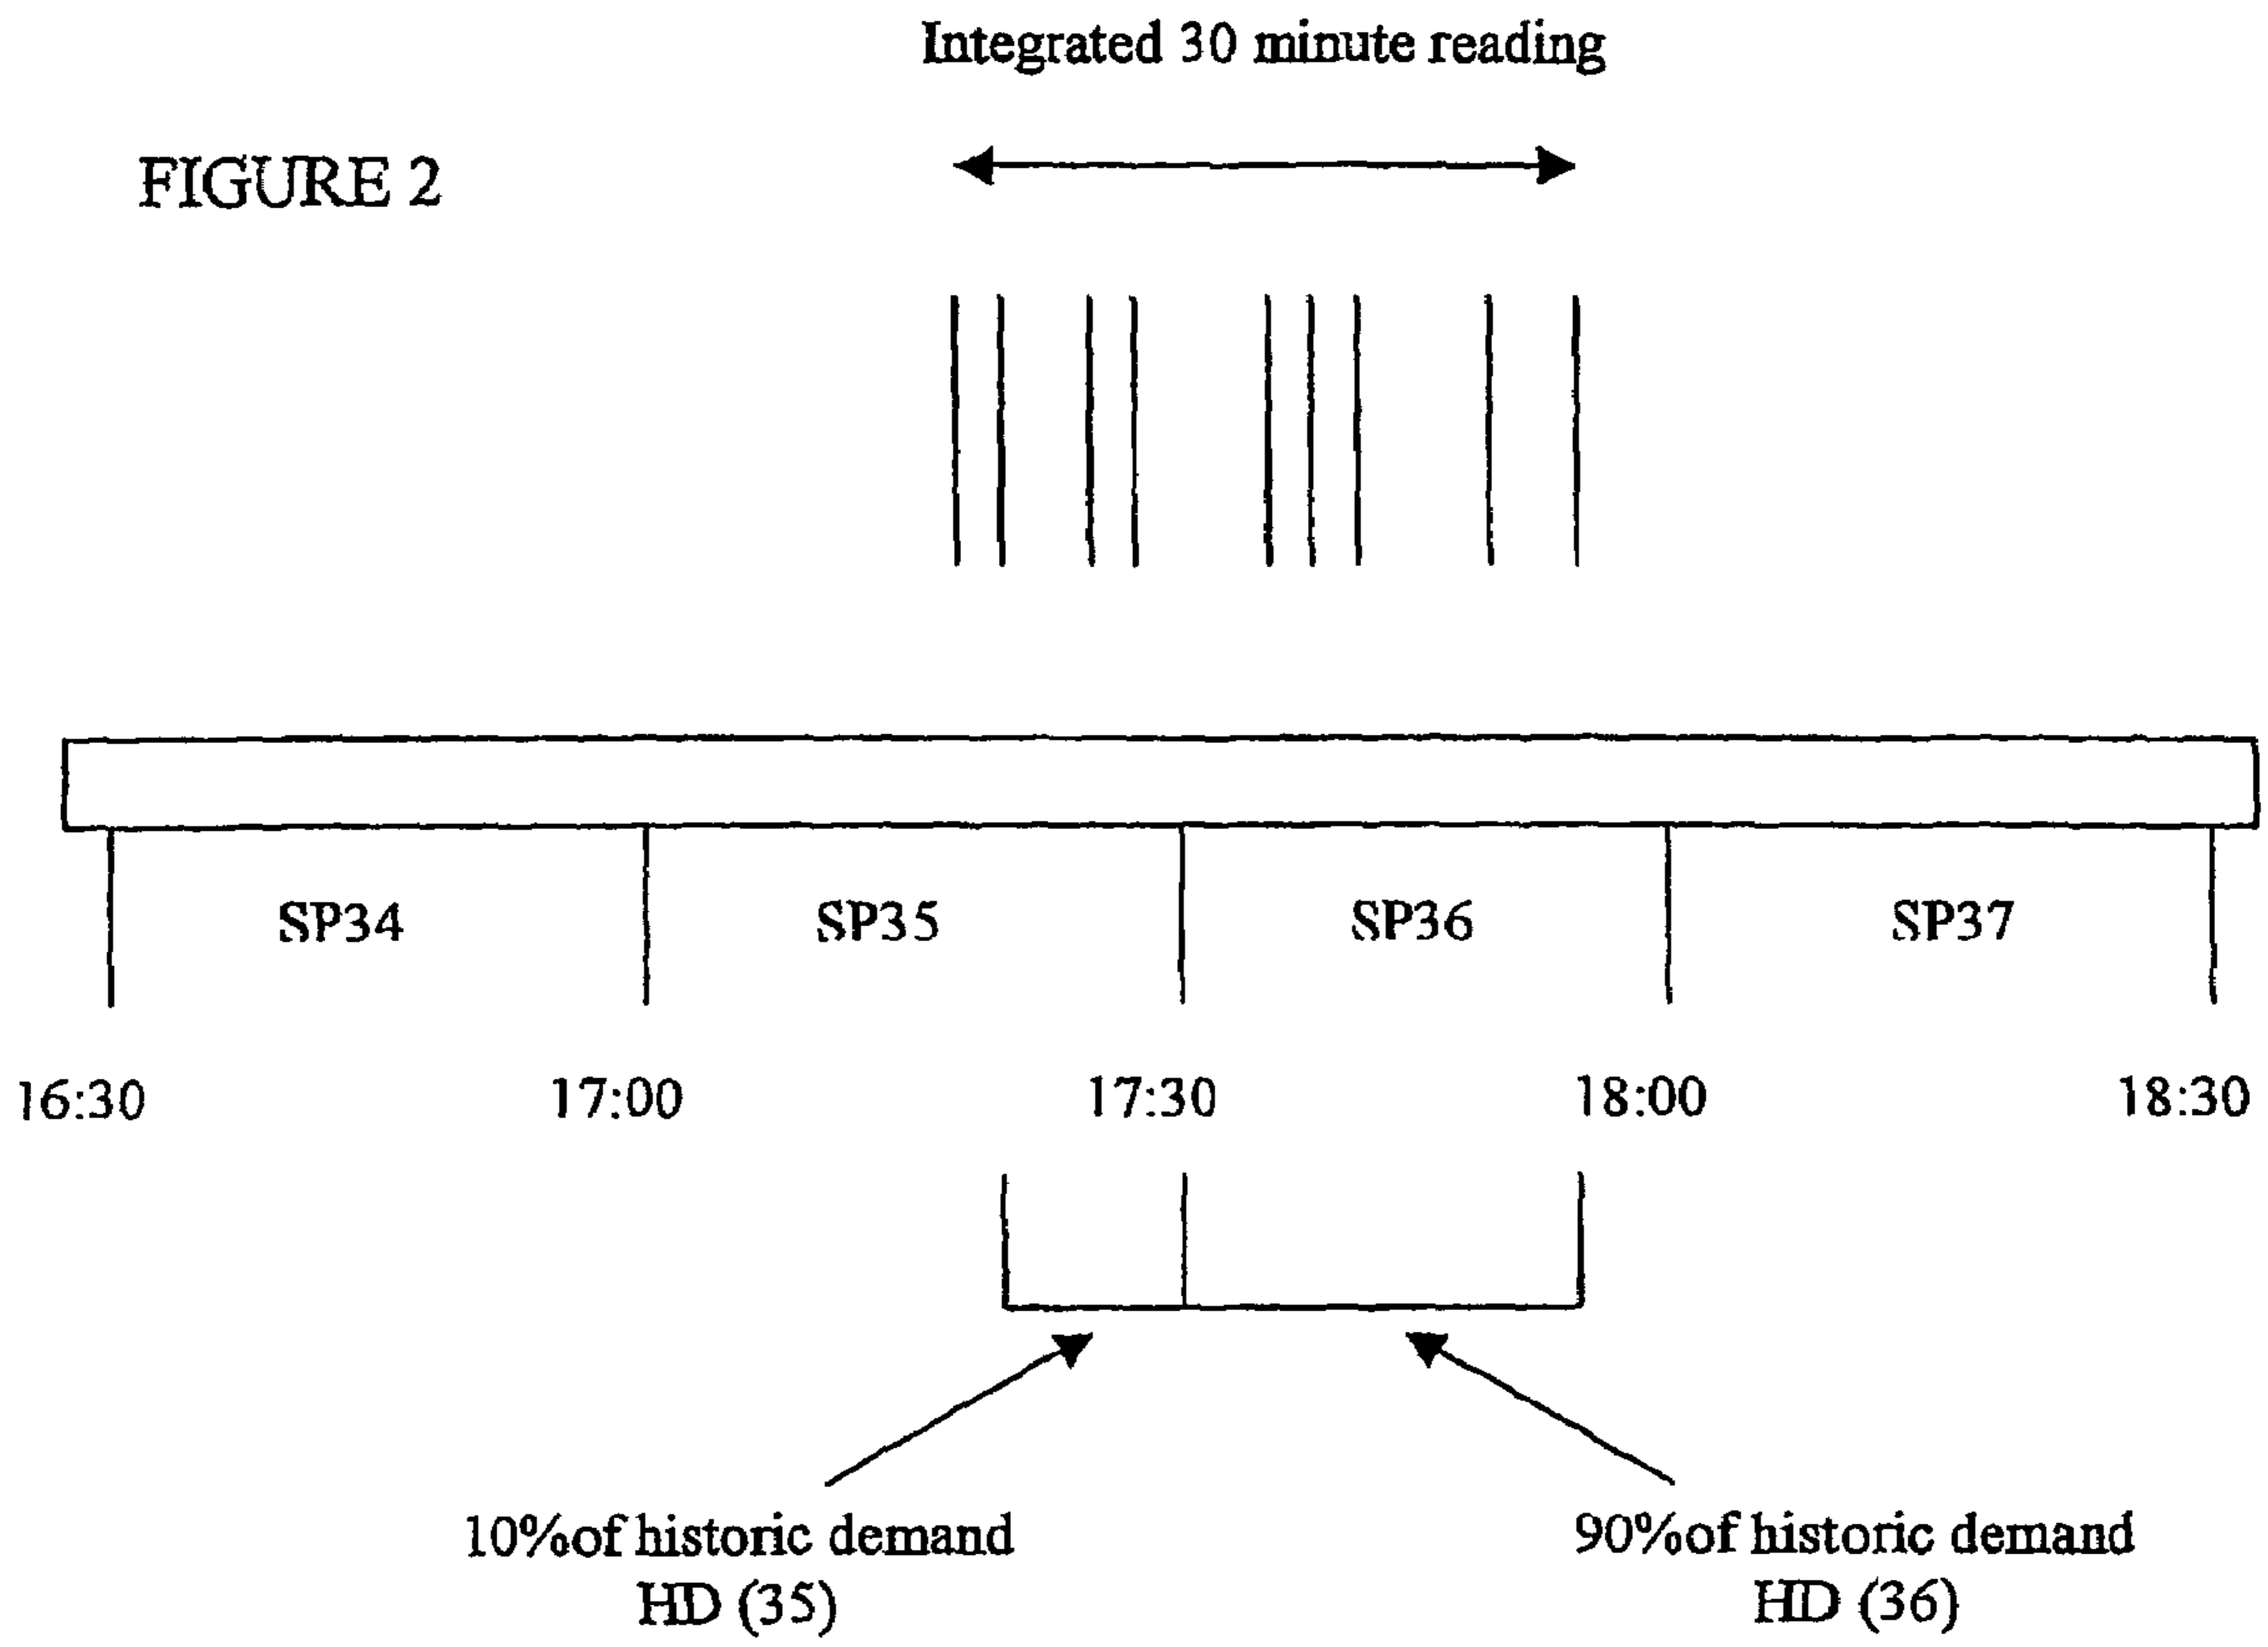 Integrated 30 minute reading
FIGURE 2
SP34 SP35 SP36 SP37
16:30 17:00 17:30 18:00 18:30
10%of historic demand
HD (35)
90%of historic demand
HD (36)